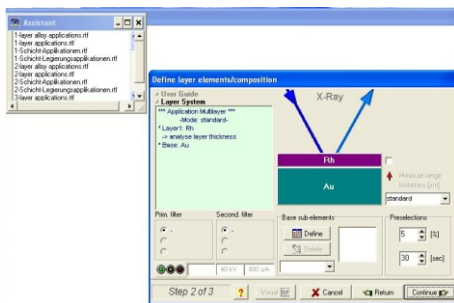 Assistant
1-layer alloy applications.rtf
1-layer applications.rtf
1-Schicht-Applikationen.rtf
1-Schicht-Legierungsapplikationen.rtf
2-layer alloy applications.rtf
2-layer applications.rtf
2-Schicht-Applikationen.rtf
2-Schicht-Legierungsapplikationen.rtf
3-layer applications.rtf
Define layer elements/composition
User Guide
Layer System
*** Application Multilayer ***
-Mode: standard-
* Layer1: Rh
-> analyse layer thickness
* Base: Au
X-Ray
Rh
Au
Measure range
limitations [µm]
standard
Prim. filter
Second. filter
-
-
Base sub-elements
Define
Delete
Preselections
5 [%]
30 [sec]
40 kV
800 µA
Step 2 of 3
?
Visual
Cancel
Return
Continue